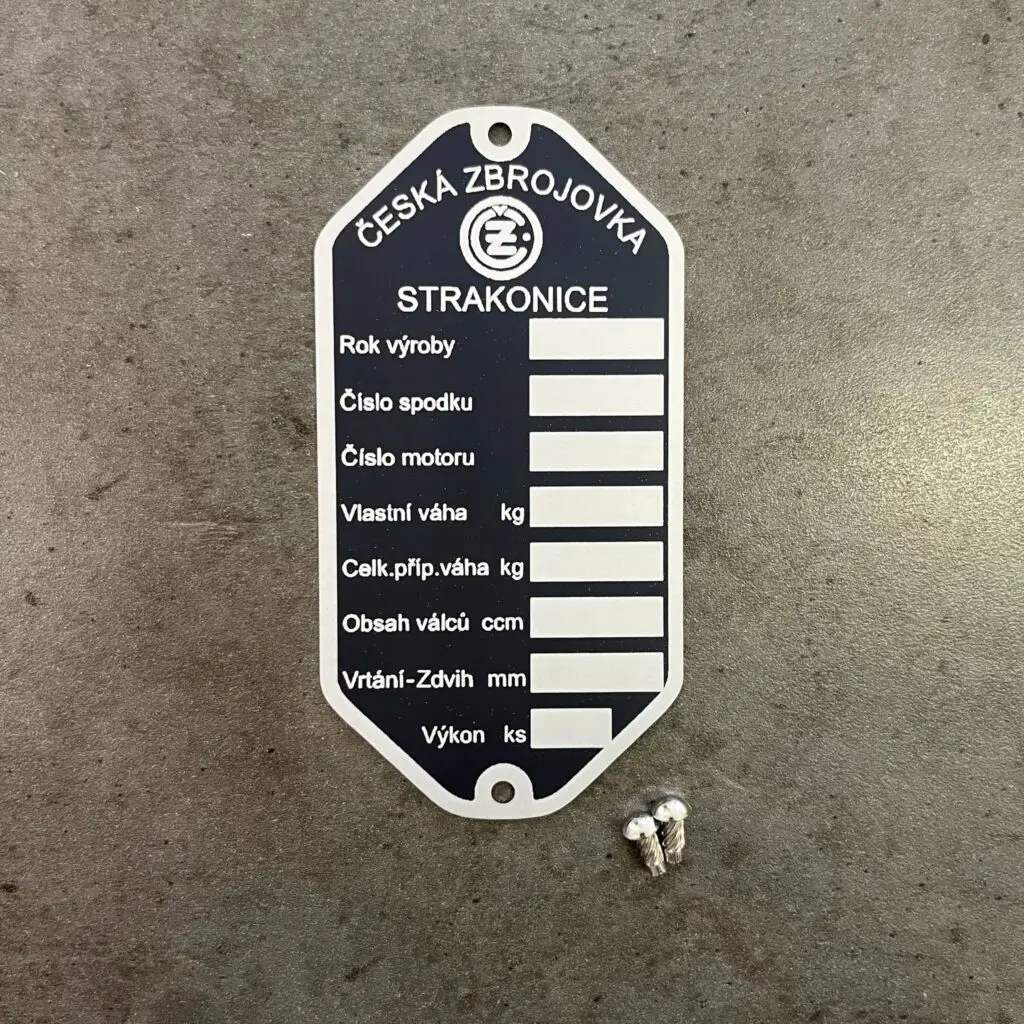 ČESKÁ ZBROJOVKA
ČZ
STRAKONICE
Rok výroby
Číslo spodku
Číslo motoru
Vlastní váha kg
Celk.příp.váha kg
Obsah válců ccm
Vrtání-Zdvih mm
Výkon ks